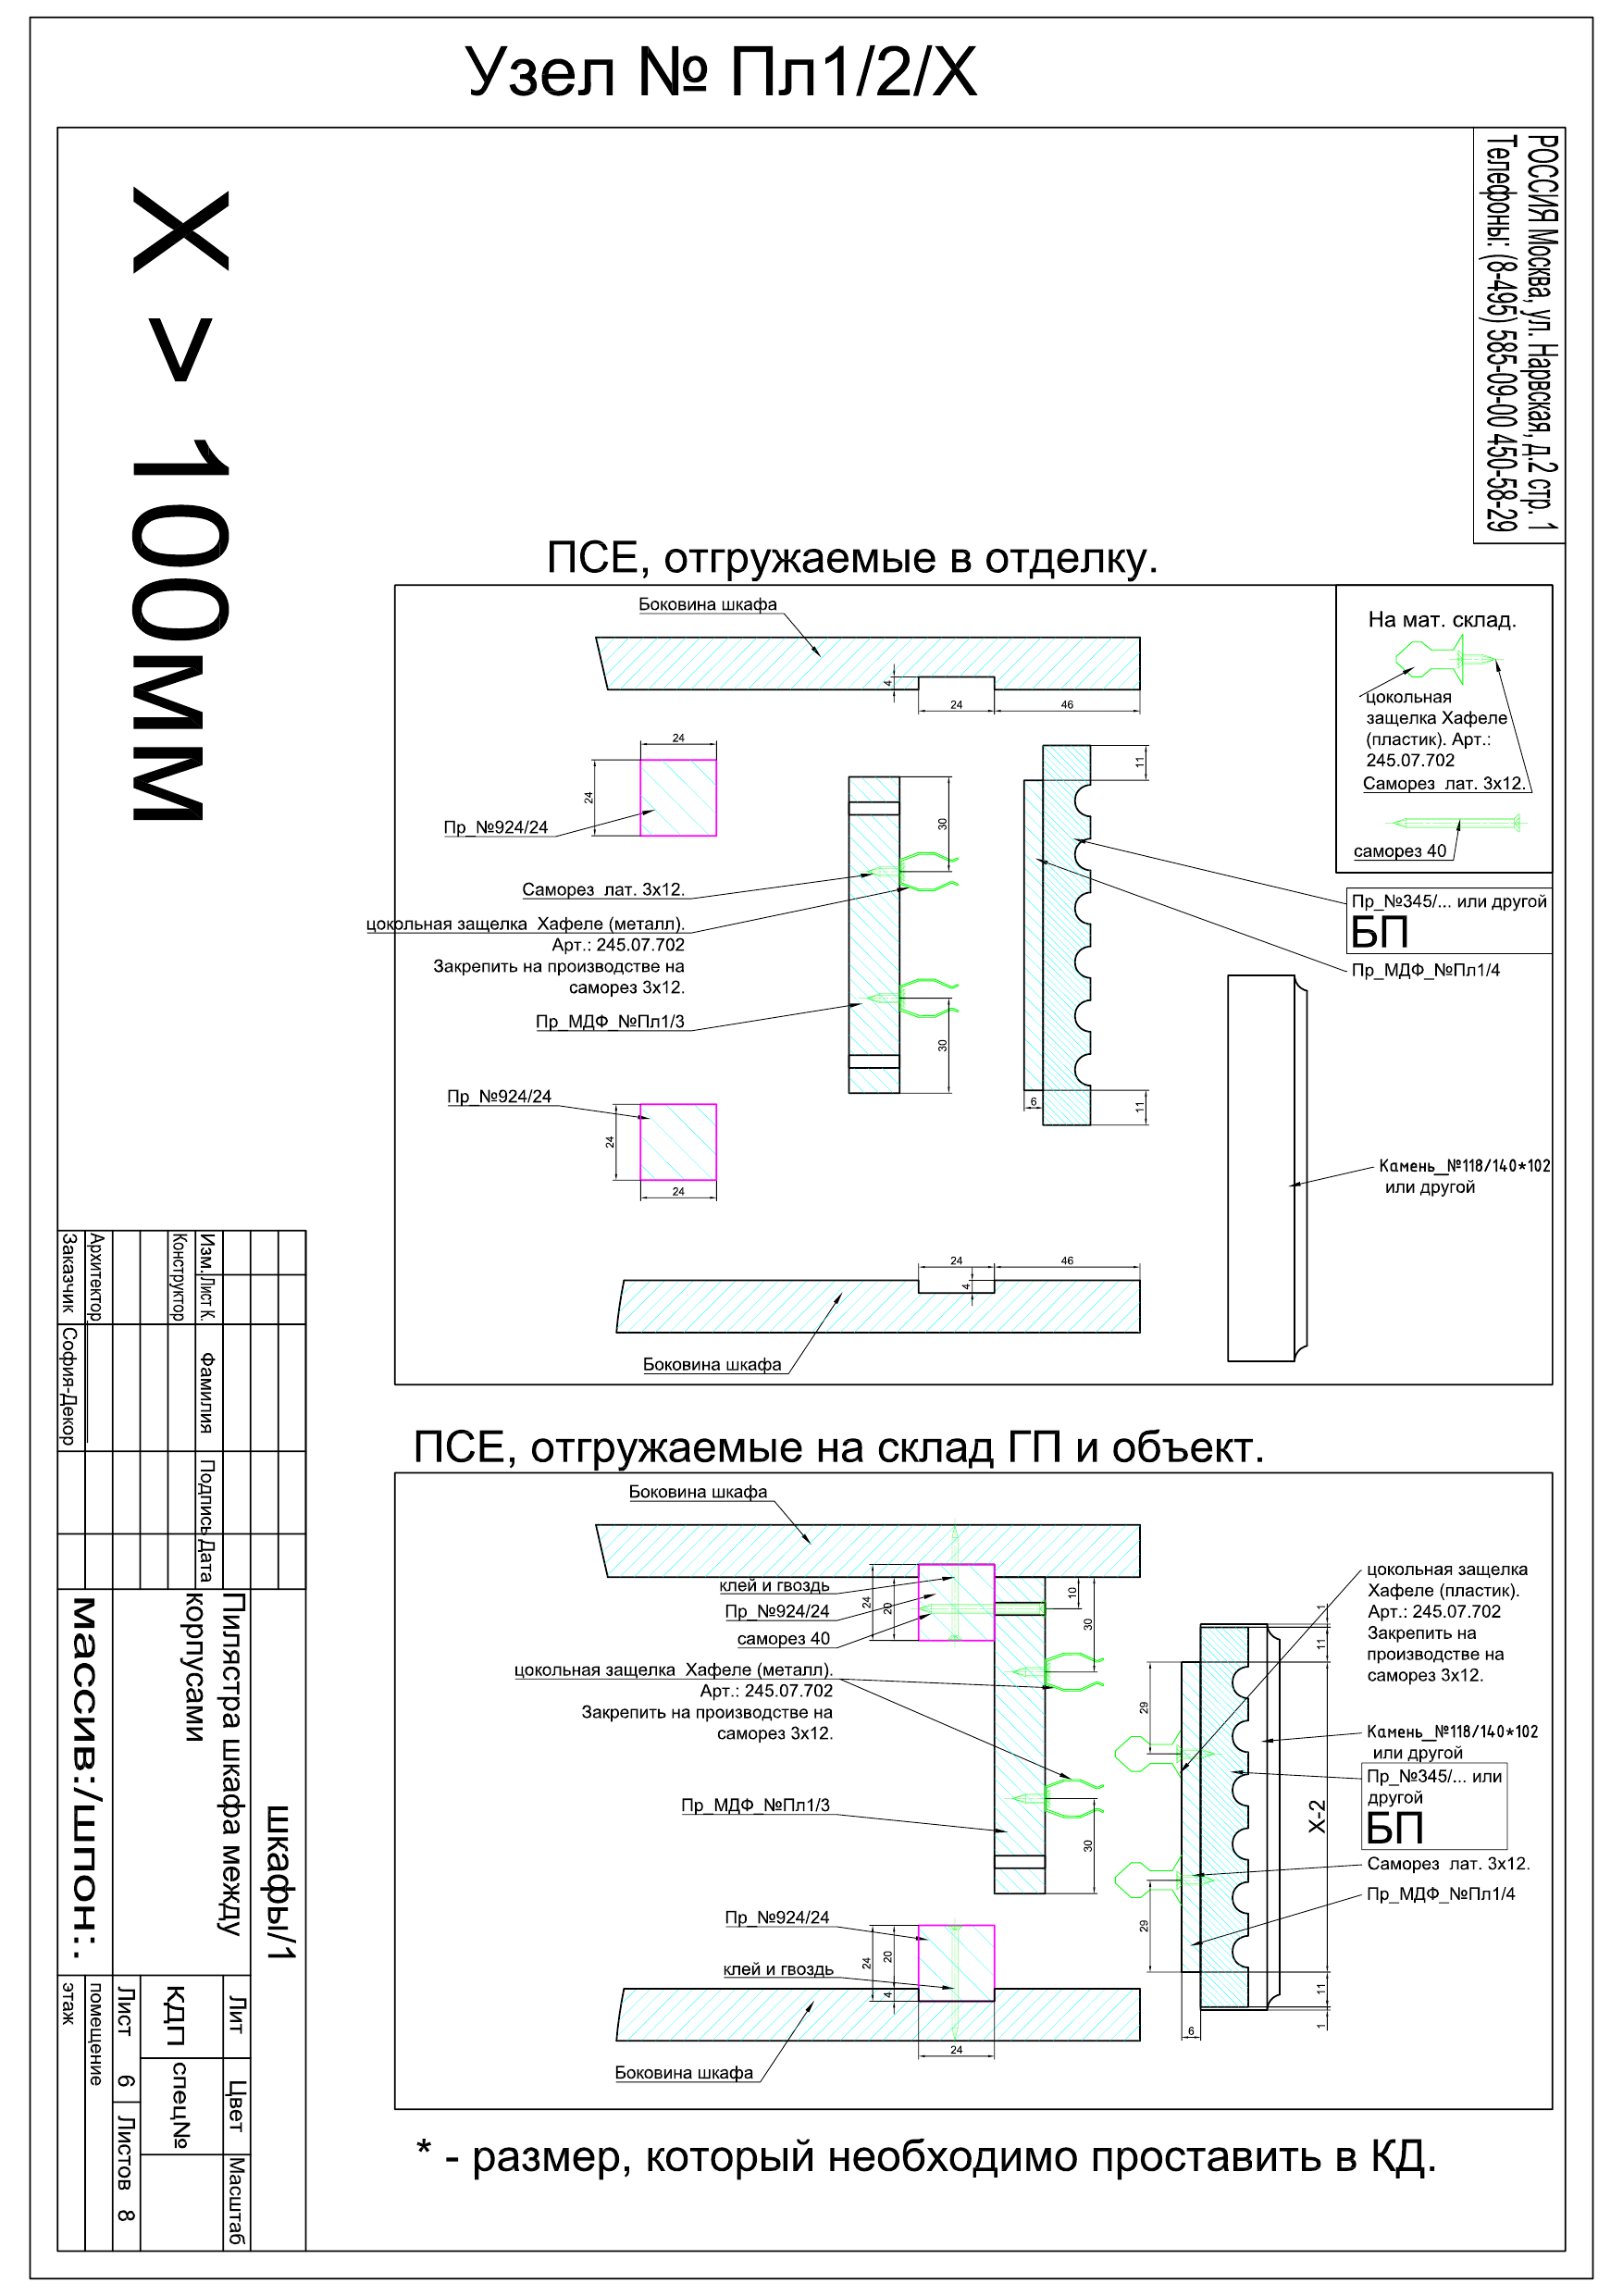 Узел № Пл1/2/Х
РОССИЯ Москва, ул. Нарвская, д.2 стр. 1
Телефоны: (8-495) 585-09-00 450-58-29
Х > 100ММ
ПСЕ, отгружаемые в отделку.
Боковина шкафа
4
24
46
На мат. склад.
цокольная
защелка Хафеле
(пластик). Арт.:
245.07.702
Саморез лат. 3х12.
саморез 40
24
24
Пр_№924/24
30
11
Саморез лат. 3х12.
цокольная защелка Хафеле (металл).
Арт.: 245.07.702
Закрепить на производстве на
саморез 3х12.
Пр_МДФ_№Пл1/3
30
Пр_№345/... или другой
БП
Пр_МДФ_№Пл1/4
Пр_№924/24
24
24
6
11
Камень_№118/140*102
или другой
24
46
4
Боковина шкафа
ПСЕ, отгружаемые на склад ГП и объект.
Боковина шкафа
клей и гвоздь
Пр_№924/24
саморез 40
24
20
10
30
цокольная защелка Хафеле (металл).
Арт.: 245.07.702
Закрепить на производстве на
саморез 3х12.
Пр_МДФ_№Пл1/3
30
цокольная защелка
Хафеле (пластик).
Арт.: 245.07.702
Закрепить на
производстве на
саморез 3х12.
1
11
29
Камень_№118/140*102
или другой
Пр_№345/... или
другой
БП
Х-2
Саморез лат. 3х12.
Пр_МДФ_№Пл1/4
29
11
1
6
Пр_№924/24
клей и гвоздь
24
20
4
24
Боковина шкафа
* - размер, который необходимо проставить в КД.
Изм.
Лист
К.
Фамилия
Подпись
Дата
Конструктор
Архитектор
Заказчик
София-Декор
шкафы/1
Пилястра шкафа между
корпусами
массив:/шпон:.
Лит
Цвет
Масштаб
КДП
спец№
Лист
6
Листов
8
помещение
этаж